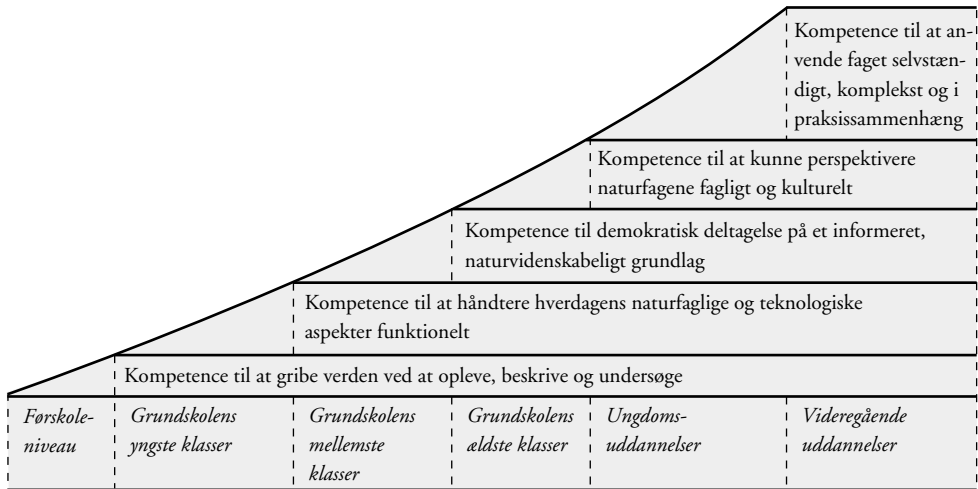 Kompetence til at an-
vende faget selvstæn-
digt, komplekst og i
praksissammenhæng
Kompetence til at kunne perspektivere
naturfagene fagligt og kulturelt
Kompetence til demokratisk deltagelse på et informeret,
naturvidenskabeligt grundlag
Kompetence til at håndtere hverdagens naturfaglige og teknologiske
aspekter funktionelt
Kompetence til at gribe verden ved at opleve, beskrive og undersøge
Førskole-
niveau
Grundskolens
yngste klasser
Grundskolens
mellemste
klasser
Grundskolens
ældste klasser
Ungdoms-
uddannelser
Videregående
uddannelser